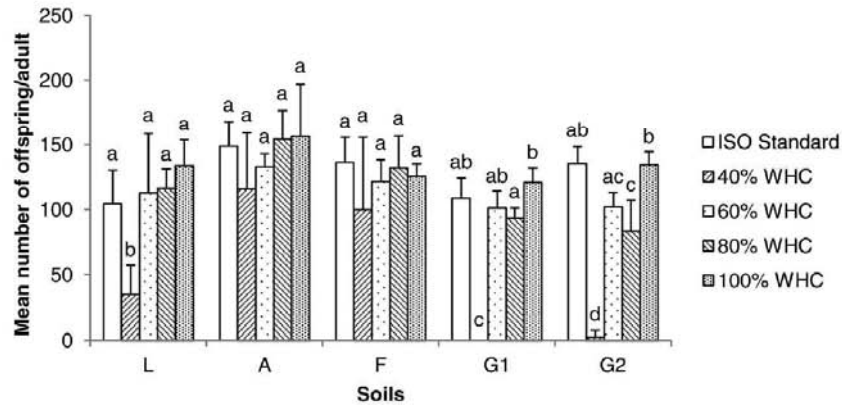 250
200
150
100
50
0
Mean number of offspring/adult
a b a a a
a a a a a
a a a a a
ab c ab a b
ab d ac c b
L A F G1 G2
Soils
ISO Standard
40% WHC
60% WHC
80% WHC
100% WHC